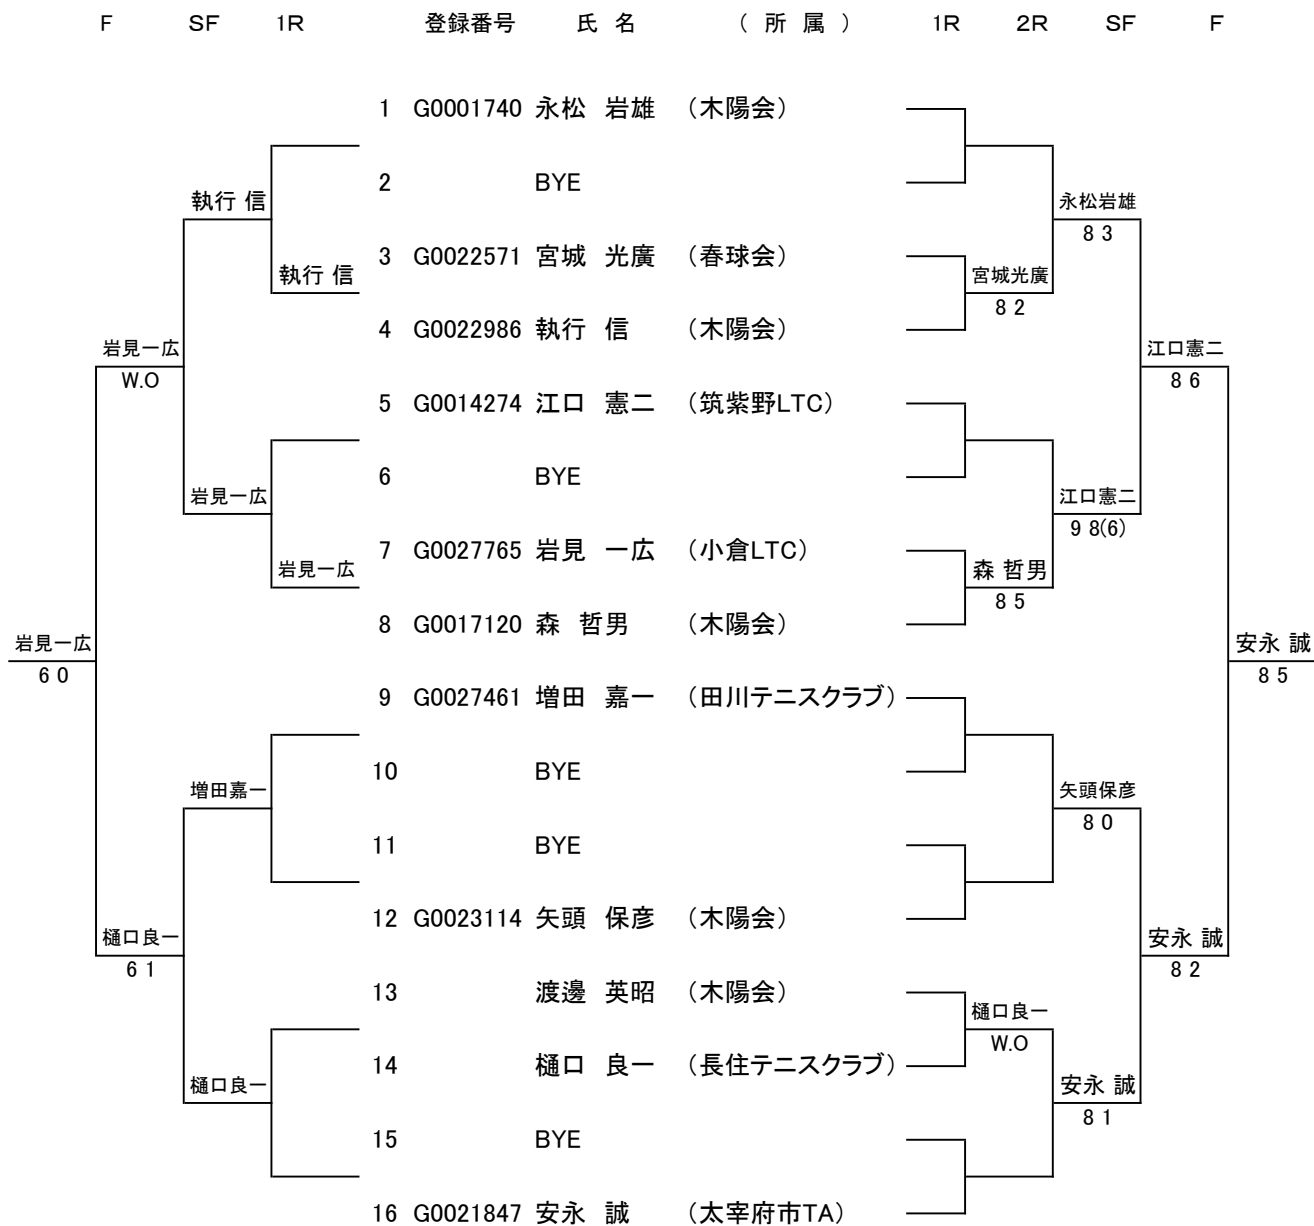 F SF 1R 登録番号 氏 名 ( 所 属 ) 1R 2R SF F
1 G0001740 永松 岩雄 (木陽会)
2 BYE
執行 信 永松岩雄
8 3
3 G0022571 宮城 光廣 (春球会)
執行 信 宮城光廣
8 2
4 G0022986 執行 信 (木陽会)
岩見一広 江口憲二
W.O 8 6
5 G0014274 江口 憲二 (筑紫野LTC)
6 BYE
岩見一広 江口憲二
9 8(6)
7 G0027765 岩見 一広 (小倉LTC)
岩見一広 森 哲男
8 5
8 G0017120 森 哲男 (木陽会)
岩見一広 安永 誠
6 0 8 5
9 G0027461 増田 嘉一 (田川テニスクラブ)
10 BYE
増田嘉一 矢頭保彦
8 0
11 BYE
12 G0023114 矢頭 保彦 (木陽会)
樋口良一 安永 誠
6 1 8 2
13 渡邊 英昭 (木陽会)
樋口良一
W.O
14 樋口 良一 (長住テニスクラブ)
樋口良一 安永 誠
8 1
15 BYE
16 G0021847 安永 誠 (太宰府市TA)